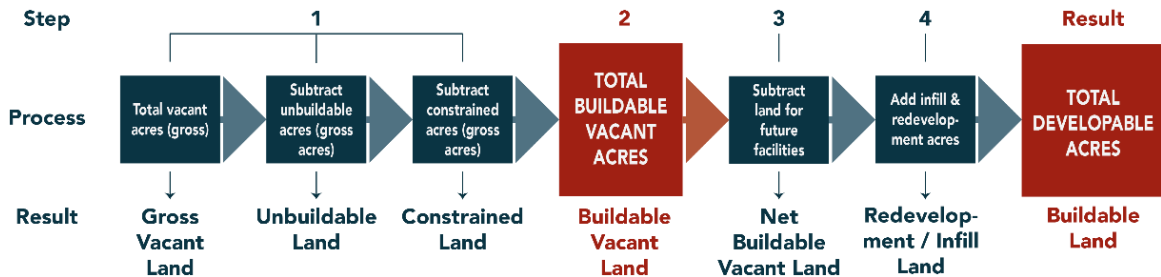 Step
1
2
3
4
Result
Process
Total vacant
acres (gross)
Subtract
unbuildable
acres (gross
acres)
Subtract
constrained
acres (gross
acres)
TOTAL
BUILDABLE
VACANT
ACRES
Subtract
land for
future
facilities
Add infill &
redevelop-
ment acres
TOTAL
DEVELOPABLE
ACRES
Result
Gross
Vacant
Land
Unbuildable
Land
Constrained
Land
Buildable
Vacant
Land
Net
Buildable
Vacant Land
Redevelop-
ment / Infill
Land
Buildable
Land